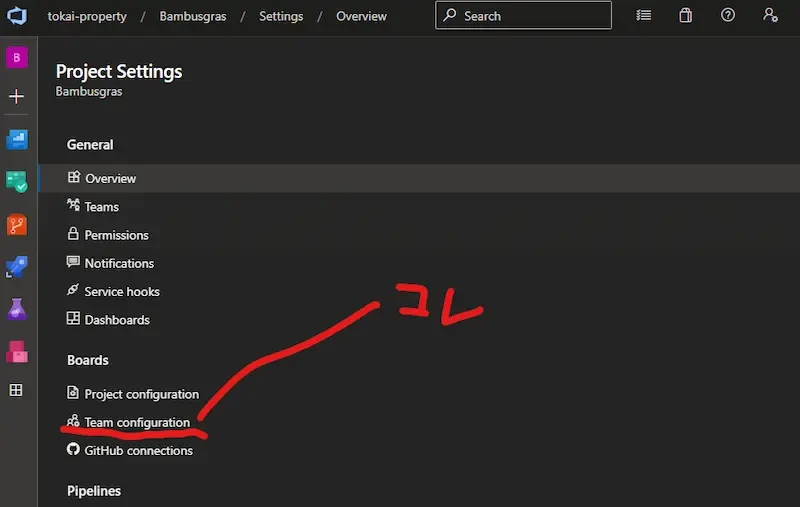 tokai-property / Bambusgras / Settings / Overview Search
B
Project Settings
Bambusgras
General
Overview
Teams
Permissions
Notifications
Service hooks
Dashboards
コレ
Boards
Project configuration
Team configuration
GitHub connections
Pipelines